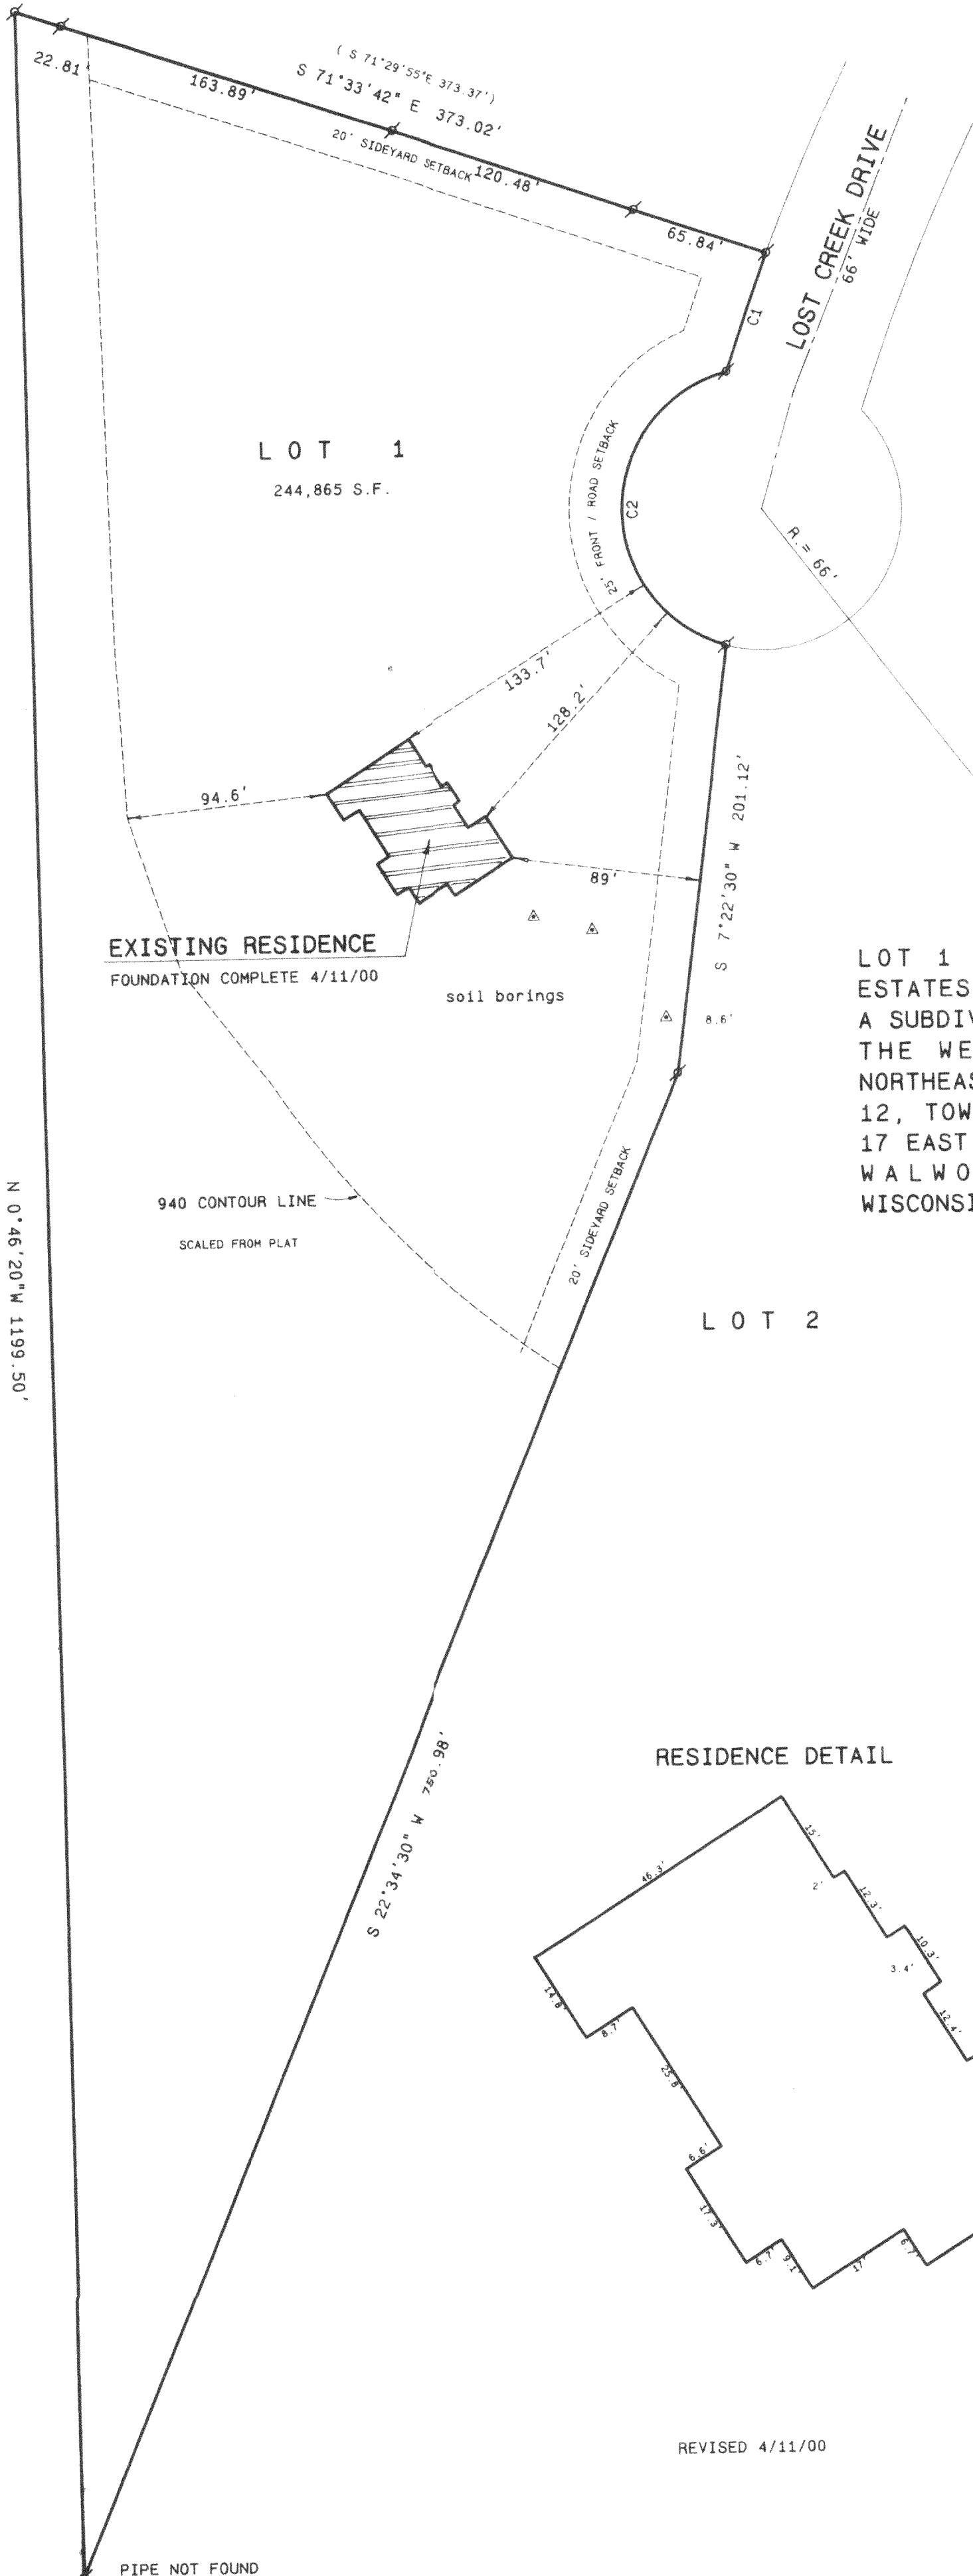 ( S 71°29'55"E 373.37')
S 71°33'42" E 373.02'
22.81'
163.89'
20' SIDEYARD SETBACK
120.48'
65.84'
LOST CREEK DRIVE
66' WIDE
C1
LOT 1
244,865 S.F.
25' FRONT / ROAD SETBACK
C2
R. = 66'
133.7'
128.2'
94.6'
89'
S 7°22'30" W 201.12'
EXISTING RESIDENCE
FOUNDATION COMPLETE 4/11/00
soil borings
8.6'
LOT 1
ESTATES
A SUBDIV
THE WE
NORTHEAS
12, TOW
17 EAST
WALWO
WISCONSI
N 0°46'20"W 1199.50'
940 CONTOUR LINE
SCALED FROM PLAT
20' SIDEYARD SETBACK
LOT 2
S 22°34'30" W 750.98'
RESIDENCE DETAIL
46.3'
15'
2'
12.3'
10.3'
3.4'
12.4'
14.8'
8.7'
25.8'
6.6'
17.3'
6.7'
9.1'
17'
6.7'
REVISED 4/11/00
PIPE NOT FOUND